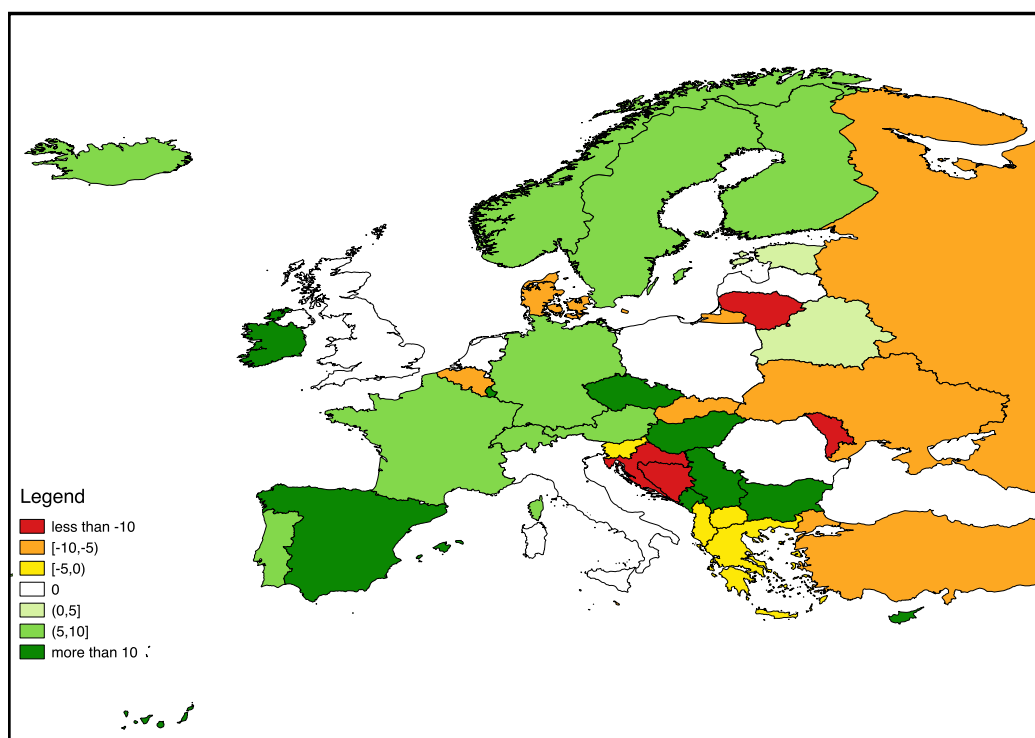 Legend
less than -10
[-10,-5)
[-5,0)
0
(0,5]
(5,10]
more than 10